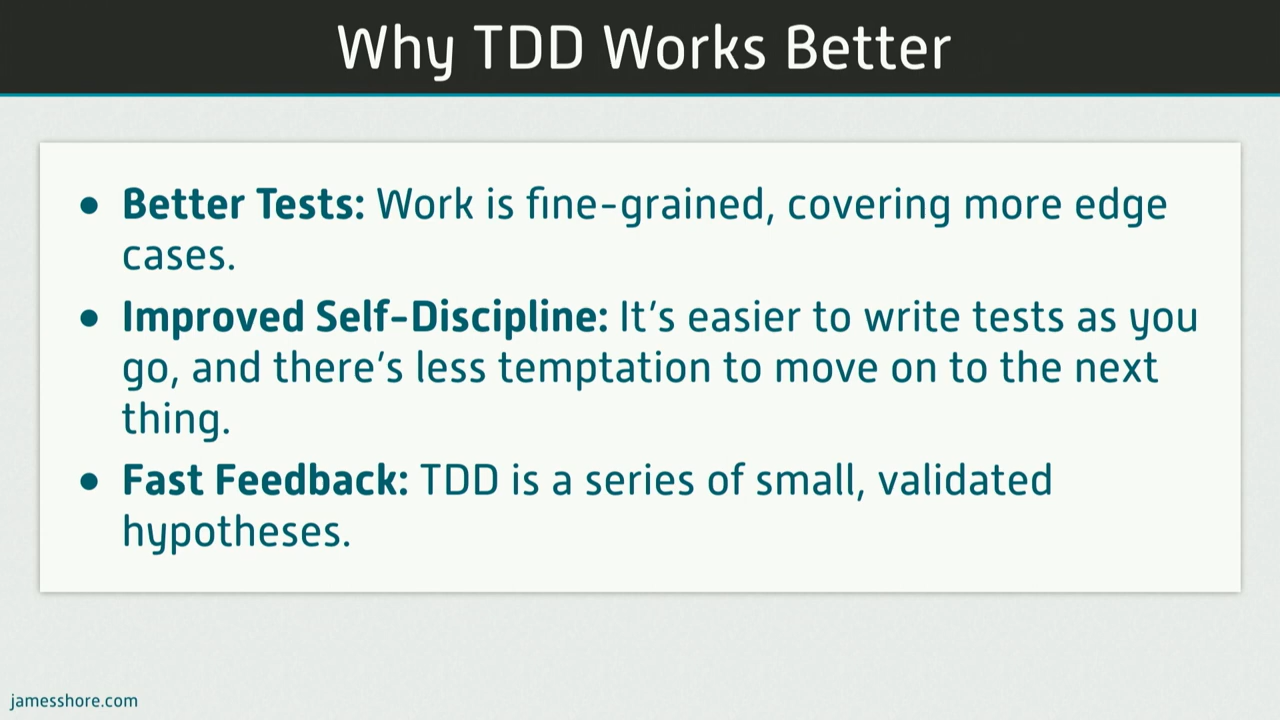 Why TDD Works Better
• Better Tests: Work is fine-grained, covering more edge
cases.
• Improved Self-Discipline: It’s easier to write tests as you
go, and there’s less temptation to move on to the next
thing.
• Fast Feedback: TDD is a series of small, validated
hypotheses.
jamesshore.com